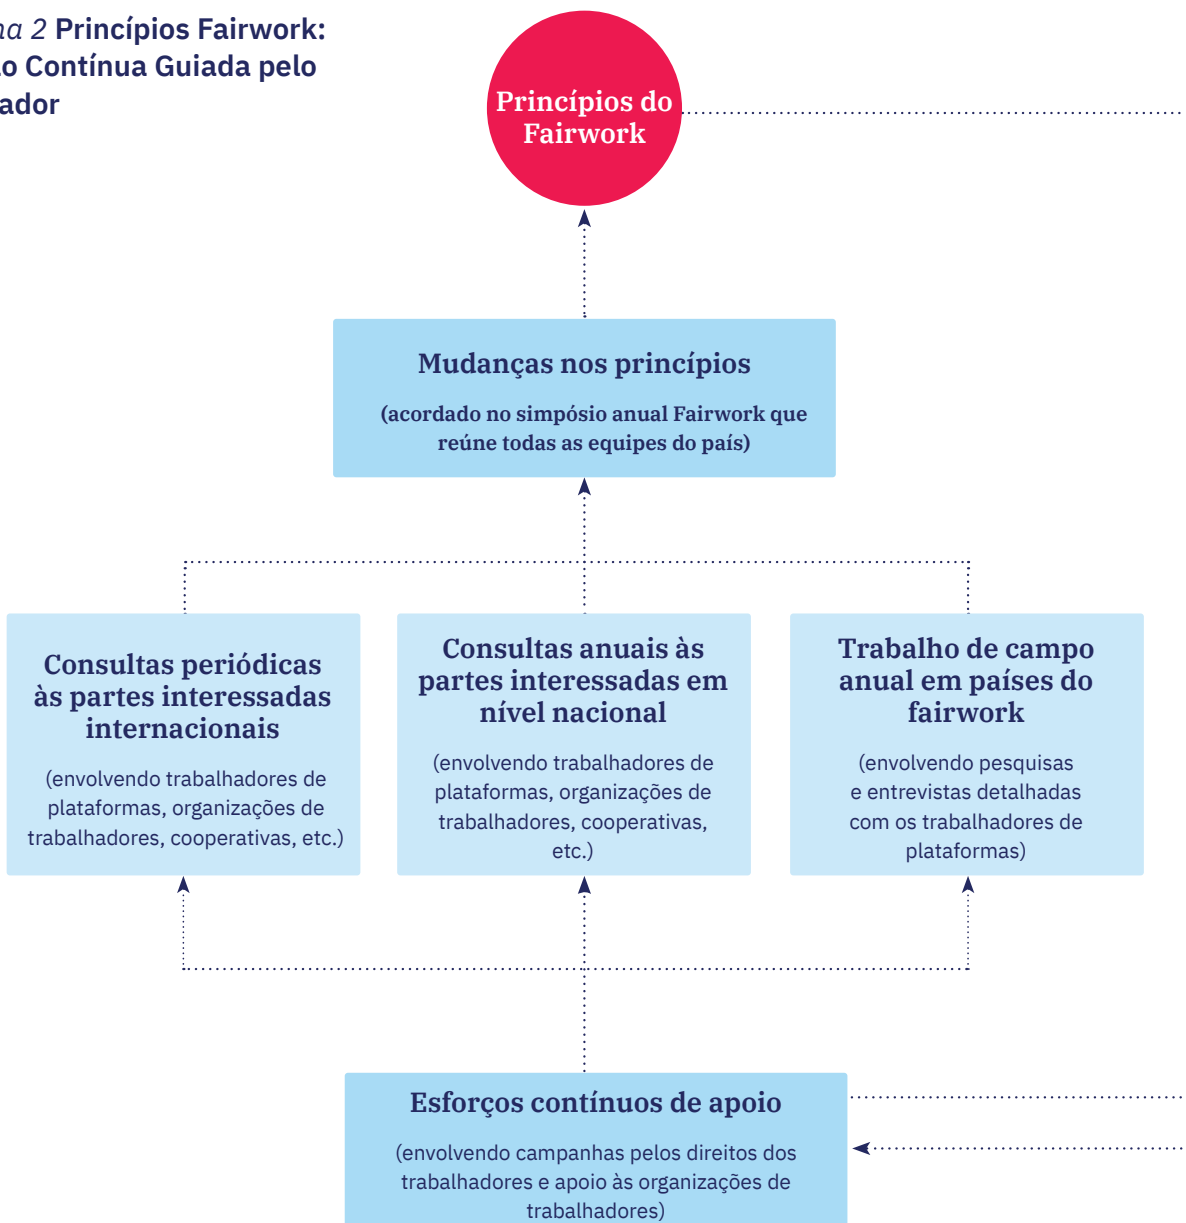 na 2 Princípios Fairwork:
o Contínua Guiada pelo
ador
Princípios do
Fairwork
Mudanças nos princípios
(acordado no simpósio anual Fairwork que
reúne todas as equipes do país)
Consultas periódicas
às partes interessadas
internacionais
(envolvendo trabalhadores de
plataformas, organizações de
trabalhadores, cooperativas, etc.)
Consultas anuais às
partes interessadas em
nível nacional
(envolvendo trabalhadores de
plataformas, organizações de
trabalhadores, cooperativas,
etc.)
Trabalho de campo
anual em países do
fairwork
(envolvendo pesquisas
e entrevistas detalhadas
com os trabalhadores de
plataformas)
Esforços contínuos de apoio
(envolvendo campanhas pelos direitos dos
trabalhadores e apoio às organizações de
trabalhadores)